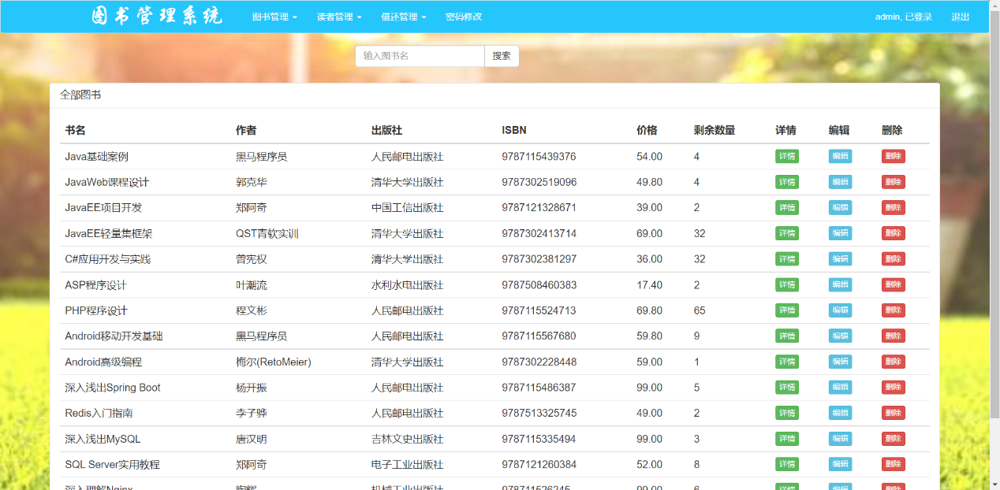 图书管理系统 图书管理 读者管理 借还管理 密码修改 admin, 已登录 退出
输入图书名 搜索
全部图书
书名 作者 出版社 ISBN 价格 剩余数量 详情 编辑 删除
Java基础案例 黑马程序员 人民邮电出版社 9787115439376 54.00 4 详情 编辑 删除
JavaWeb课程设计 郭克华 清华大学出版社 9787302519096 49.80 4 详情 编辑 删除
JavaEE项目开发 郑阿奇 中国工信出版社 9787121328671 39.00 2 详情 编辑 删除
JavaEE轻量集框架 QST青软实训 清华大学出版社 9787302413714 69.00 32 详情 编辑 删除
C#应用开发与实践 曾宪权 清华大学出版社 9787302381297 36.00 32 详情 编辑 删除
ASP程序设计 叶潮流 水利水电出版社 9787508460383 17.40 2 详情 编辑 删除
PHP程序设计 程文彬 人民邮电出版社 9787115524713 69.80 65 详情 编辑 删除
Android移动开发基础 黑马程序员 人民邮电出版社 9787115567680 59.80 9 详情 编辑 删除
Android高级编程 梅尔(RetoMeier) 清华大学出版社 9787302228448 59.00 1 详情 编辑 删除
深入浅出Spring Boot 杨开振 人民邮电出版社 9787115486387 99.00 5 详情 编辑 删除
Redis入门指南 李子骅 人民邮电出版社 9787513325745 49.00 2 详情 编辑 删除
深入浅出MySQL 唐汉明 吉林文史出版社 9787115335494 99.00 3 详情 编辑 删除
SQL Server实用教程 郑阿奇 电子工业出版社 9787121260384 52.00 8 详情 编辑 删除
深入理解Nginx 陶辉 机械工业出版社 9787111526245 99.00 6 详情 编辑 删除